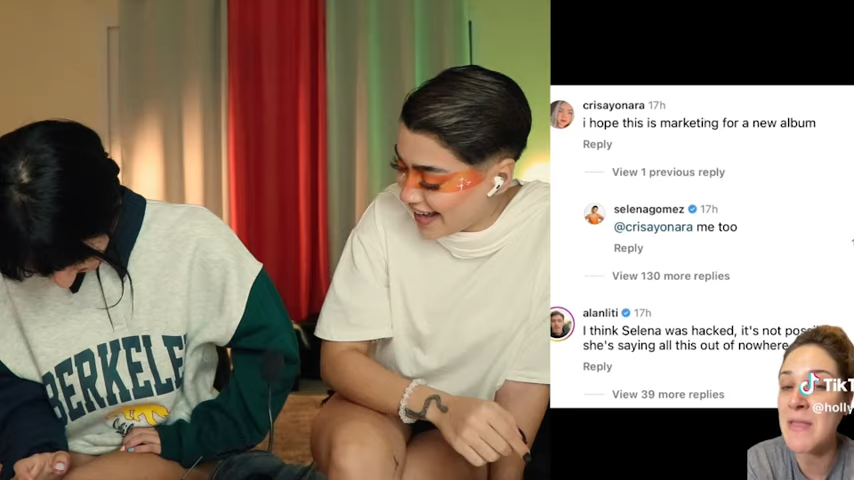 BERKELE
crisayonara 17h
i hope this is marketing for a new album
Reply
View 1 previous reply
selenagomez 17h
@crisayonara me too
Reply
View 130 more replies
alanliti 17h
I think Selena was hacked, it's not
she's saying all this out of nowhere
Reply
View 39 more replies
TikT
@holly